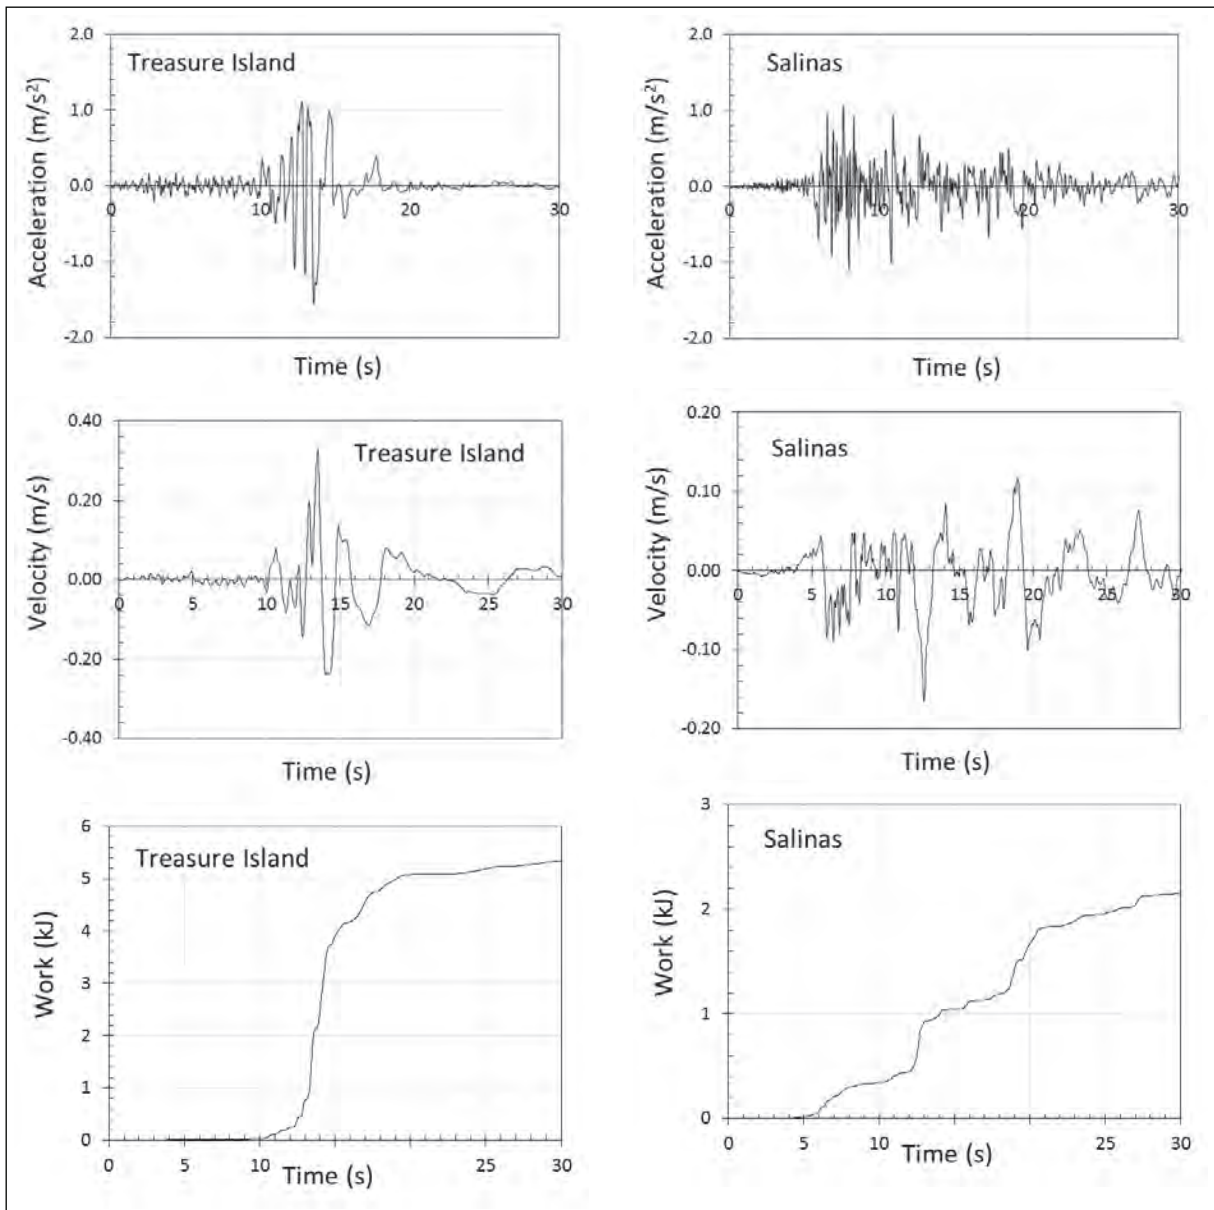 2.0
Treasure Island
1.0
0.0
-1.0
-2.0
0
10
20
30
Acceleration (m/s²)
Time (s)
2.0
Salinas
1.0
0.0
-1.0
-2.0
0
10
20
30
Acceleration (m/s²)
Time (s)
0.40
Treasure Island
0.20
0.00
-0.20
-0.40
0 5 10 15 20 25 30
Velocity (m/s)
Time (s)
0.20
Salinas
0.10
0.00
-0.10
-0.20
0 5 10 15 20 25 30
Velocity (m/s)
Time (s)
6
Treasure Island
5
4
3
2
1
0
0 5 10 15 25 30
Work (kJ)
Time (s)
3
Salinas
2
1
0
0 5 10 15 20 25 30
Work (kJ)
Time (s)